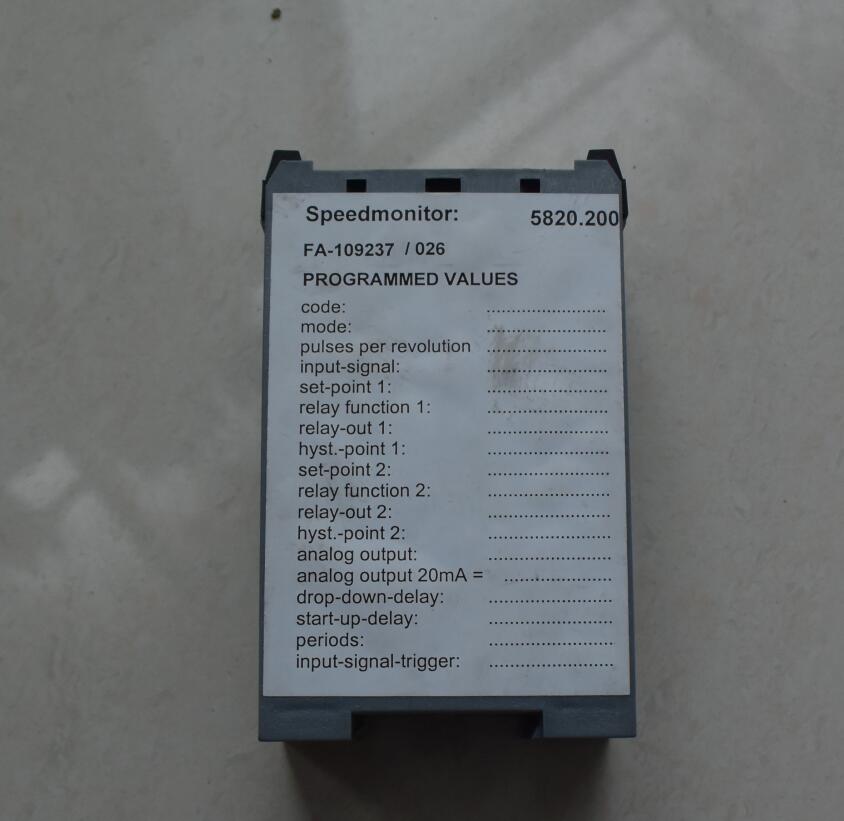 Speedmonitor: 5820.200
FA-109237 / 026
PROGRAMMED VALUES
code: ........................
mode: ........................
pulses per revolution ........................
input-signal: ........................
set-point 1: ........................
relay function 1: ........................
relay-out 1: ........................
hyst.-point 1: ........................
set-point 2: ........................
relay function 2: ........................
relay-out 2: ........................
hyst.-point 2: ........................
analog output: ........................
analog output 20mA = .....................
drop-down-delay: ........................
start-up-delay: ........................
periods: ........................
input-signal-trigger: ........................